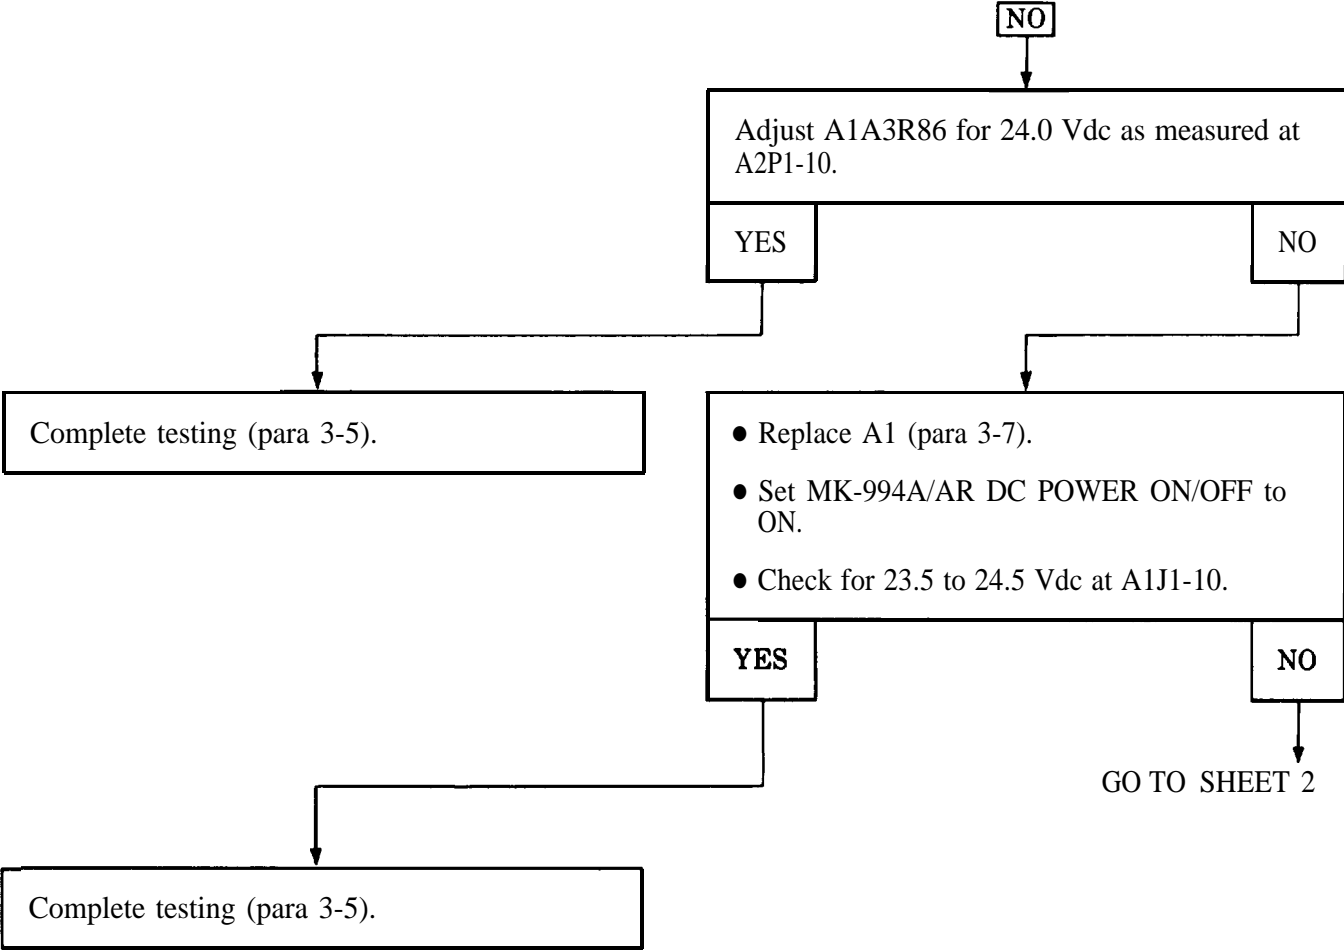 NO
Adjust A1A3R86 for 24.0 Vdc as measured at
A2P1-10.
YES
NO
Complete testing (para 3-5).
● Replace A1 (para 3-7).
● Set MK-994A/AR DC POWER ON/OFF to
ON.
● Check for 23.5 to 24.5 Vdc at A1J1-10.
YES
NO
GO TO SHEET 2
Complete testing (para 3-5).